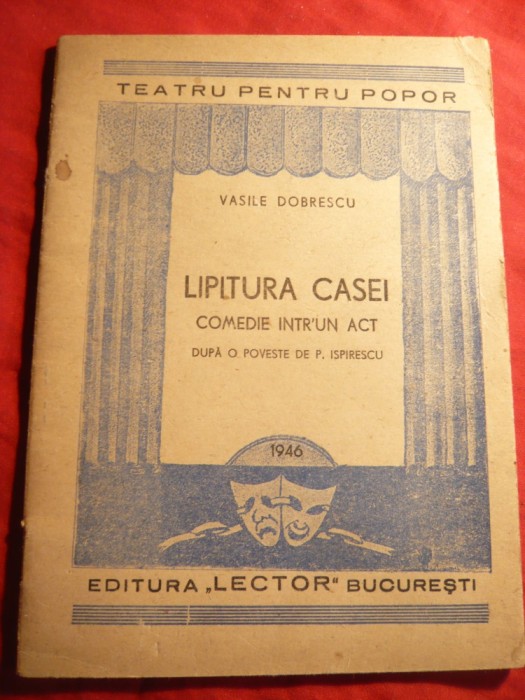 TEATRU PENTRU POPOR
VASILE DOBRESCU
LIPITURA CASEI
COMEDIE INTR'UN ACT
DUPĂ O POVESTE DE P. ISPIRESCU
1946
EDITURA „LECTOR" BUCUREȘTI